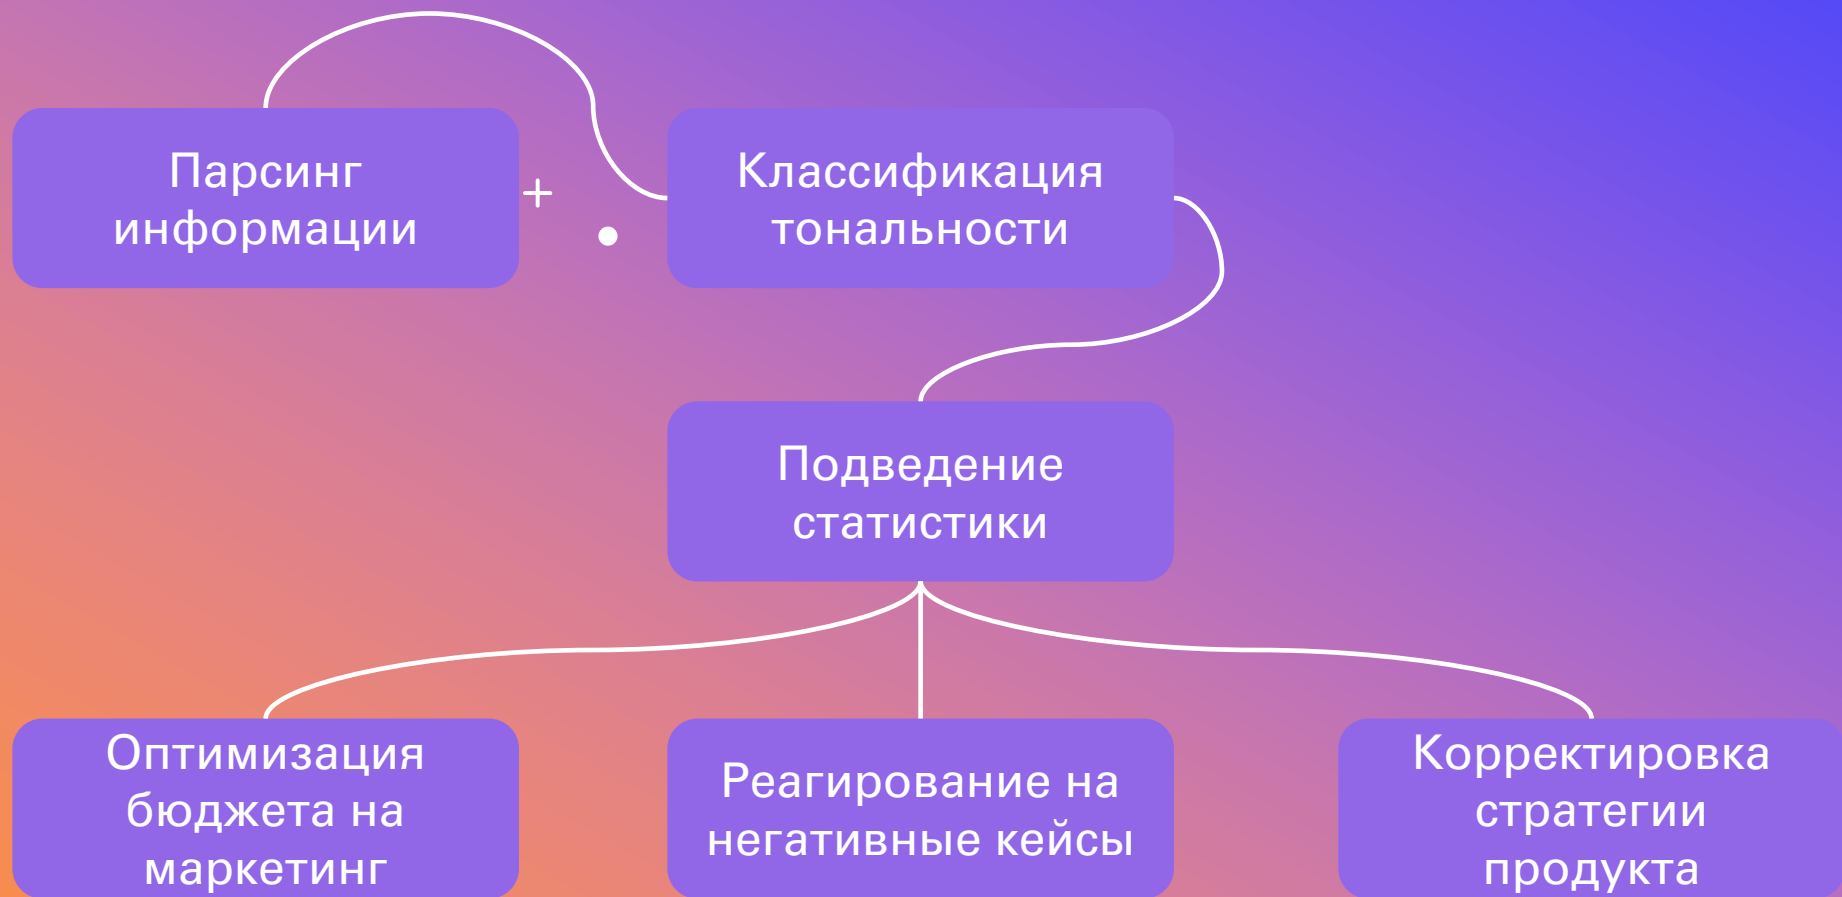 Парсинг
информации
+
Классификация
тональности
Подведение
статистики
Оптимизация
бюджета на
маркетинг
Реагирование на
негативные кейсы
Корректировка
стратегии
продукта